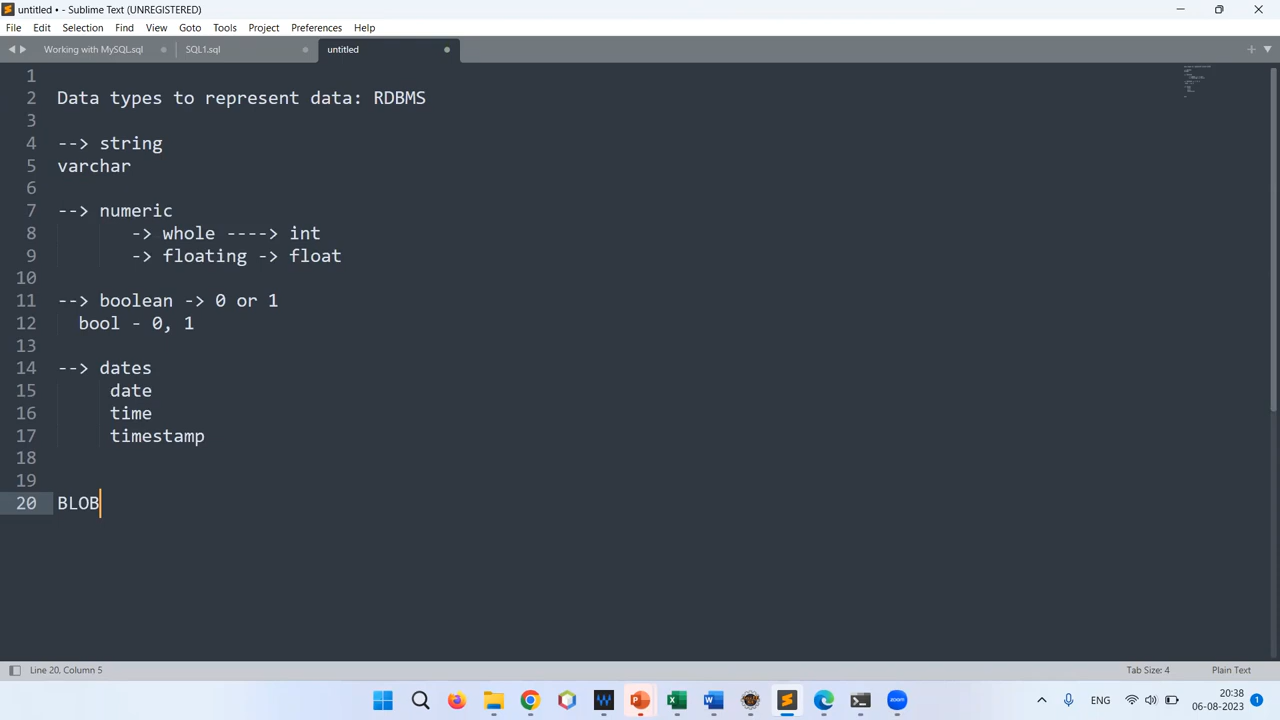 untitled • - Sublime Text (UNREGISTERED)
File Edit Selection Find View Goto Tools Project Preferences Help
Working with MySQL.sql SQL1.sql untitled
1
2 Data types to represent data: RDBMS
3
4 --> string
5 varchar
6
7 --> numeric
8 -> whole ----> int
9 -> floating -> float
10
11 --> boolean -> 0 or 1
12 bool - 0, 1
13
14 --> dates
15 date
16 time
17 timestamp
18
19
20 BLOB
Line 20, Column 5 Tab Size: 4 Plain Text
ENG 20:38
06-08-2023 1